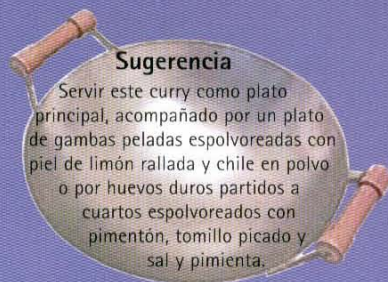 Sugerencia
Servir este curry como plato
principal, acompañado por un plato
de gambas peladas espolvoreadas con
piel de limón rallada y chile en polvo
o por huevos duros partidos a
cuartos espolvoreados con
pimentón, tomillo picado y
sal y pimienta.